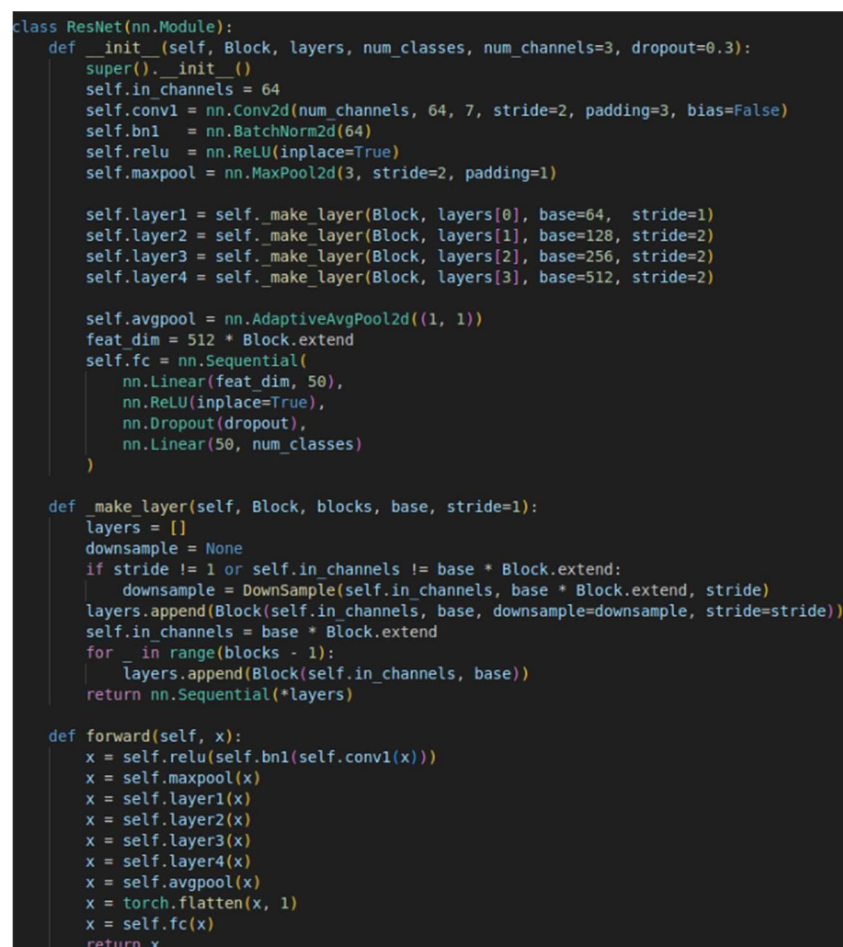 class ResNet(nn.Module):
    def __init__(self, Block, layers, num_classes, num_channels=3, dropout=0.3):
        super().__init__()
        self.in_channels = 64
        self.conv1 = nn.Conv2d(num_channels, 64, 7, stride=2, padding=3, bias=False)
        self.bn1   = nn.BatchNorm2d(64)
        self.relu  = nn.ReLU(inplace=True)
        self.maxpool = nn.MaxPool2d(3, stride=2, padding=1)

        self.layer1 = self._make_layer(Block, layers[0], base=64,  stride=1)
        self.layer2 = self._make_layer(Block, layers[1], base=128, stride=2)
        self.layer3 = self._make_layer(Block, layers[2], base=256, stride=2)
        self.layer4 = self._make_layer(Block, layers[3], base=512, stride=2)

        self.avgpool = nn.AdaptiveAvgPool2d((1, 1))
        feat_dim = 512 * Block.extend
        self.fc = nn.Sequential(
            nn.Linear(feat_dim, 50),
            nn.ReLU(inplace=True),
            nn.Dropout(dropout),
            nn.Linear(50, num_classes)
        )

    def _make_layer(self, Block, blocks, base, stride=1):
        layers = []
        downsample = None
        if stride != 1 or self.in_channels != base * Block.extend:
            downsample = DownSample(self.in_channels, base * Block.extend, stride)
        layers.append(Block(self.in_channels, base, downsample=downsample, stride=stride))
        self.in_channels = base * Block.extend
        for _ in range(blocks - 1):
            layers.append(Block(self.in_channels, base))
        return nn.Sequential(*layers)

    def forward(self, x):
        x = self.relu(self.bn1(self.conv1(x)))
        x = self.maxpool(x)
        x = self.layer1(x)
        x = self.layer2(x)
        x = self.layer3(x)
        x = self.layer4(x)
        x = self.avgpool(x)
        x = torch.flatten(x, 1)
        x = self.fc(x)
        return x